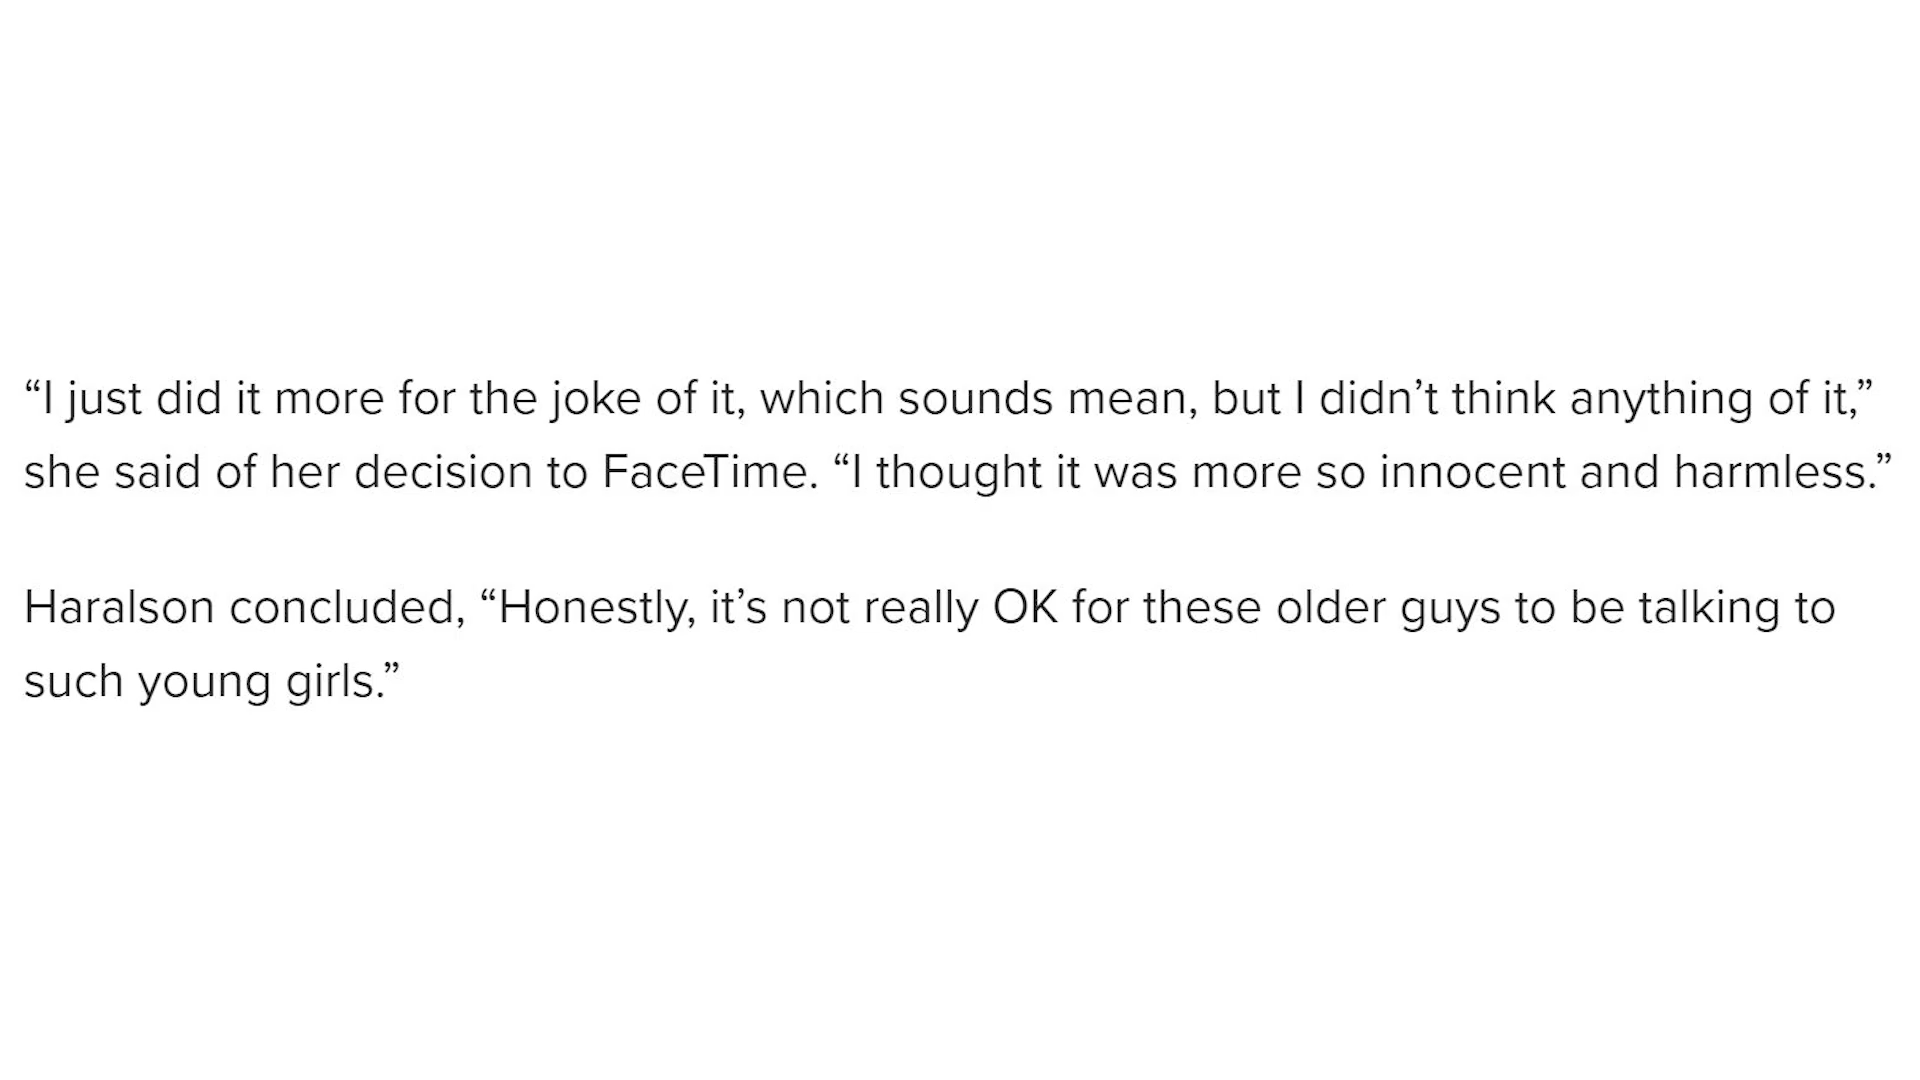 “I just did it more for the joke of it, which sounds mean, but I didn’t think anything of it,”
she said of her decision to FaceTime. “I thought it was more so innocent and harmless.”
Haralson concluded, “Honestly, it’s not really OK for these older guys to be talking to
such young girls.”